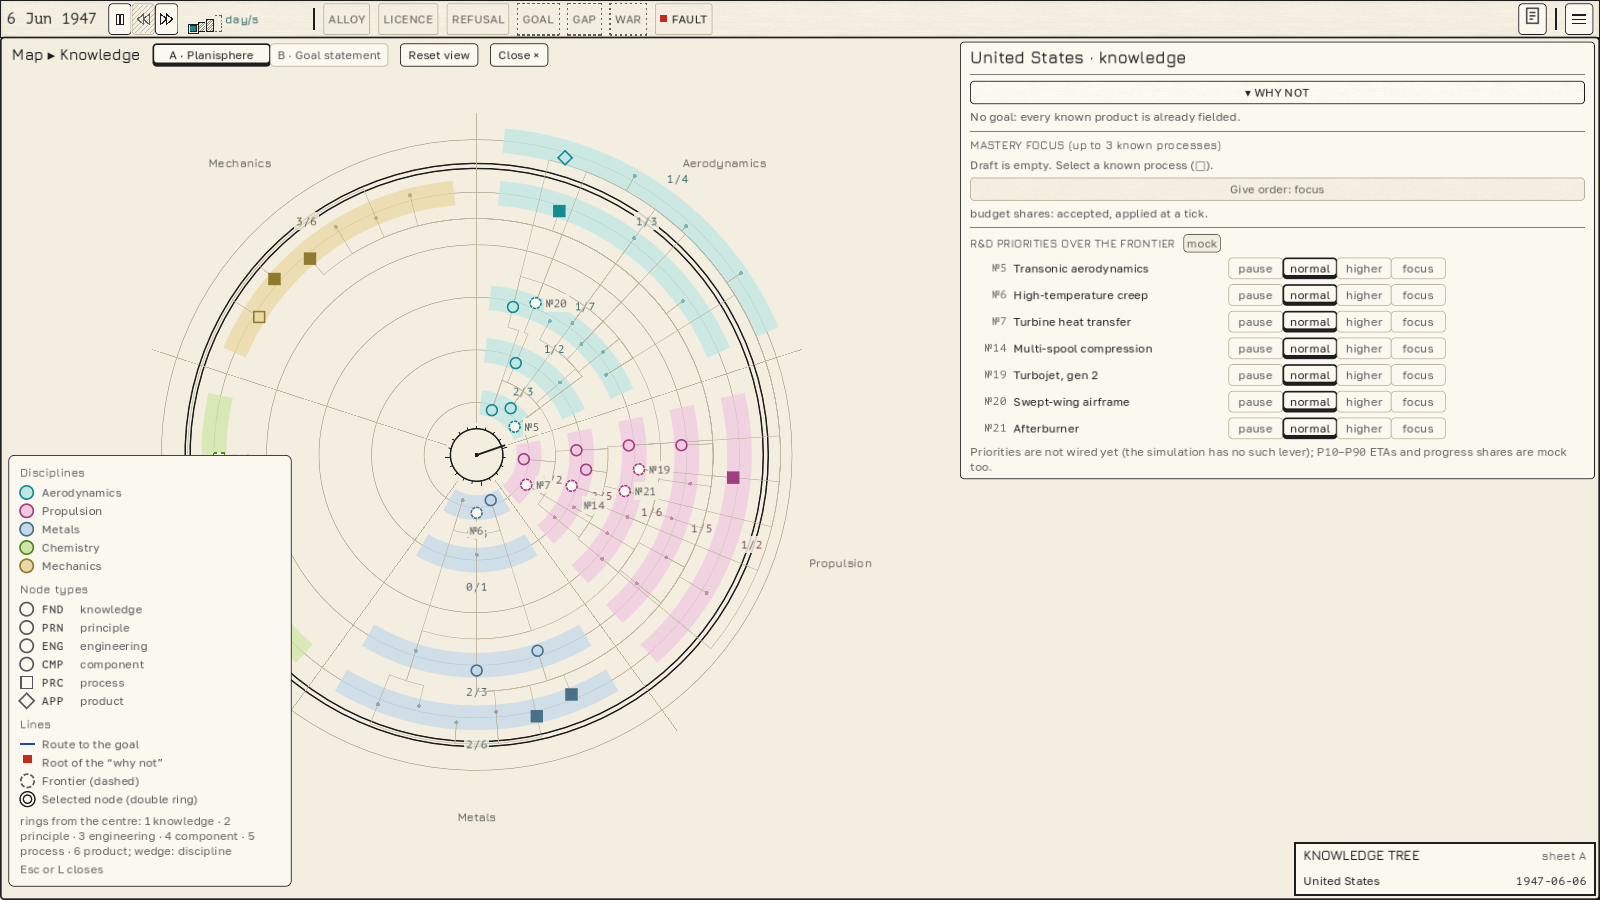 6 Jun 1947
day/s
ALLOY
LICENCE
REFUSAL
GOAL
GAP
WAR
FAULT
Map ▸ Knowledge
A · Planisphere
B · Goal statement
Reset view
Close ×
Mechanics
Aerodynamics
1/4
3/6
1/3
№20
1/7
1/2
2/3
№5
№19
№7
№21
№14
1/6
№6
1/5
1/2
Propulsion
0/1
2/3
2/6
Metals
Disciplines
Aerodynamics
Propulsion
Metals
Chemistry
Mechanics
Node types
FND knowledge
PRN principle
ENG engineering
CMP component
PRC process
APP product
Lines
Route to the goal
Root of the “why not”
Frontier (dashed)
Selected node (double ring)
rings from the centre: 1 knowledge · 2
principle · 3 engineering · 4 component · 5
process · 6 product; wedge: discipline
Esc or L closes
United States · knowledge
▾ WHY NOT
No goal: every known product is already fielded.
MASTERY FOCUS (up to 3 known processes)
Draft is empty. Select a known process (□).
Give order: focus
budget shares: accepted, applied at a tick.
R&D PRIORITIES OVER THE FRONTIER mock
№5 Transonic aerodynamics pause normal higher focus
№6 High-temperature creep pause normal higher focus
№7 Turbine heat transfer pause normal higher focus
№14 Multi-spool compression pause normal higher focus
№19 Turbojet, gen 2 pause normal higher focus
№20 Swept-wing airframe pause normal higher focus
№21 Afterburner pause normal higher focus
Priorities are not wired yet (the simulation has no such lever); P10–P90 ETAs and progress shares are mock
too.
KNOWLEDGE TREE sheet A
United States 1947-06-06